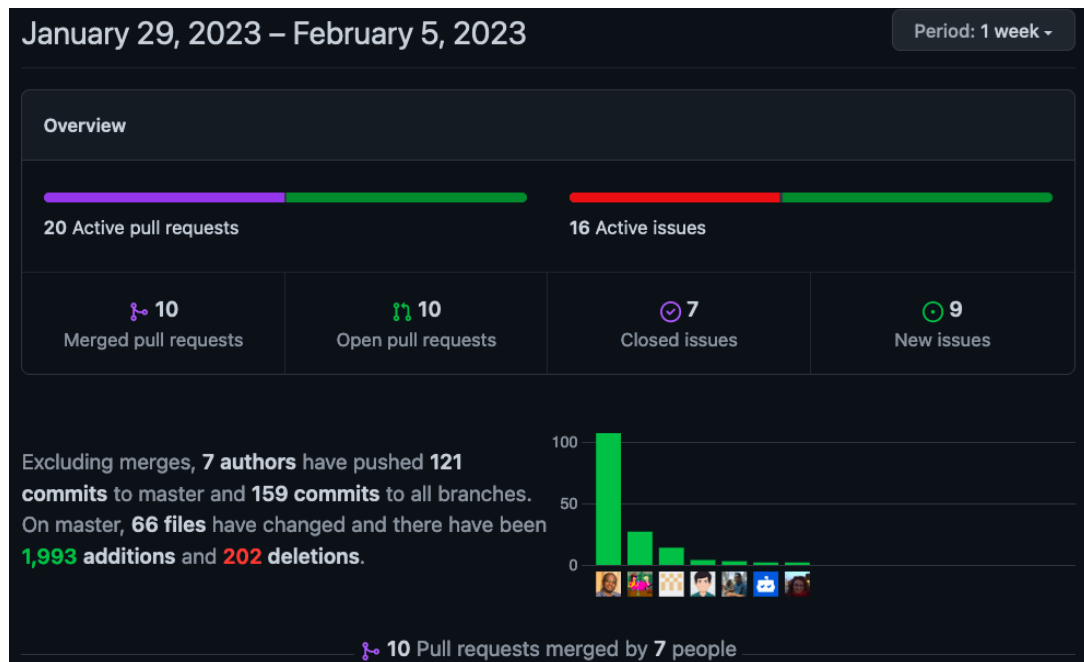 January 29, 2023 – February 5, 2023
Period: 1 week
Overview
20 Active pull requests
16 Active issues
10
Merged pull requests
10
Open pull requests
7
Closed issues
9
New issues
Excluding merges, 7 authors have pushed 121
commits to master and 159 commits to all branches.
On master, 66 files have changed and there have been
1,993 additions and 202 deletions.
100
50
0
10 Pull requests merged by 7 people